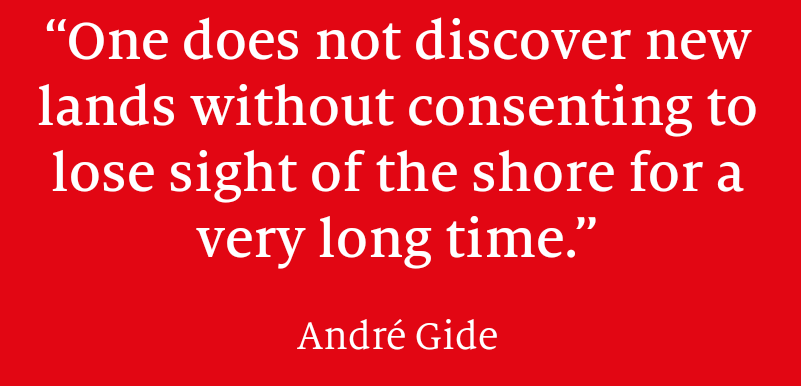 “One does not discover new
lands without consenting to
lose sight of the shore for a
very long time.”
André Gide